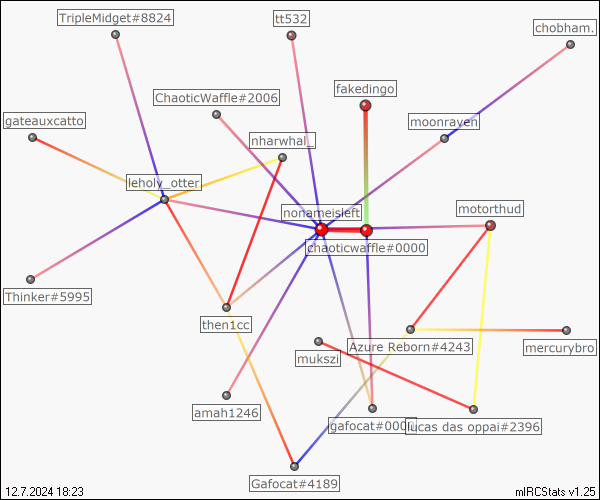 TripleMidget#8824
tt532
chobham.
ChaoticWaffle#2006
fakedingo
gateauxcatto
moonraven
nharwhal_
leholy_otter
nonameisleft
motorthud
chaoticwaffle#0000
Thinker#5995
then1cc
Azure Reborn#4243
mercurybro
mukszi
amah1246
gafocat#000
lucas das oppai#2396
Gafocat#4189
12.7.2024 18:23
mIRCStats v1.25